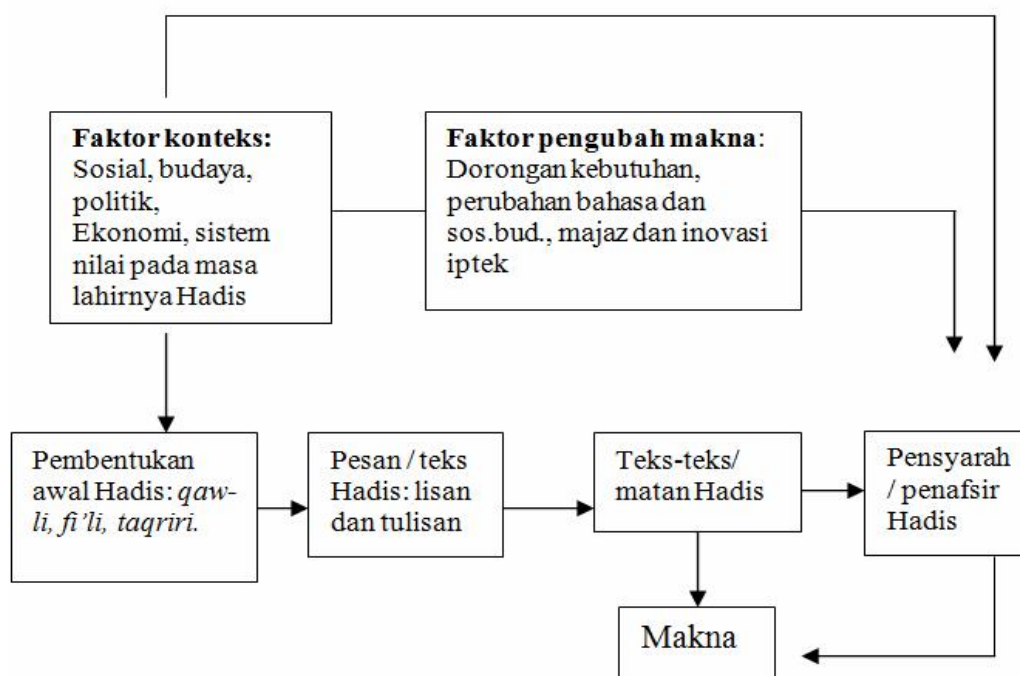 Faktor konteks:
Sosial, budaya,
politik,
Ekonomi, sistem
nilai pada masa
lahirnya Hadis
Faktor pengubah makna:
Dorongan kebutuhan,
perubahan bahasa dan
sos.bud., majaz dan inovasi
iptek
Pembentukan
awal Hadis: qaw-
li, fi'li, taqriri.
Pesan / teks
Hadis: lisan
dan tulisan
Teks-teks/
matan Hadis
Pensyarah
/ penafsir
Hadis
Makna